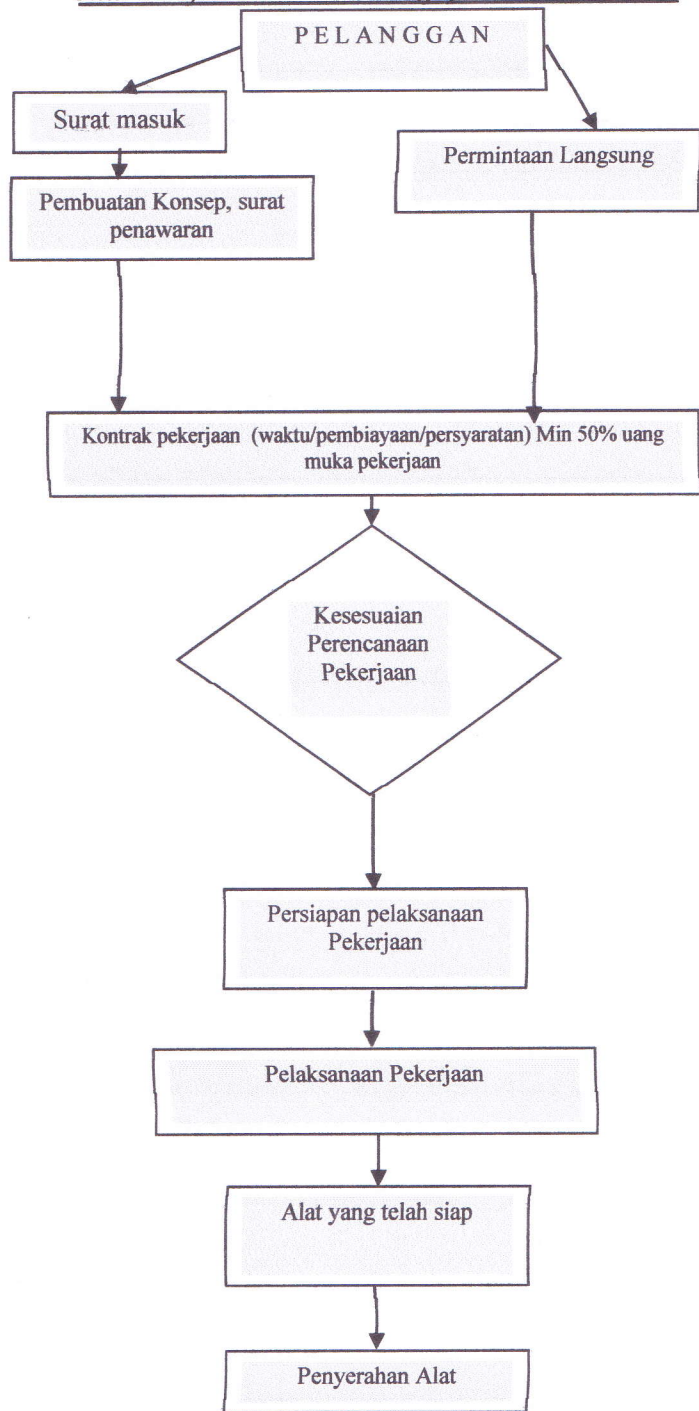 P E L A N G G A N
Surat masuk
Permintaan Langsung
Pembuatan Konsep, surat
penawaran
Kontrak pekerjaan (waktu/pembiayaan/persyaratan) Min 50% uang
muka pekerjaan
Kesesuaian
Perencanaan
Pekerjaan
Persiapan pelaksanaan
Pekerjaan
Pelaksanaan Pekerjaan
Alat yang telah siap
Penyerahan Alat